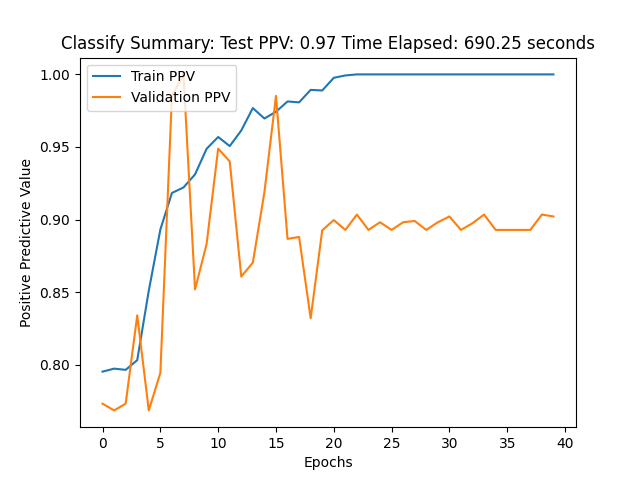 Classify Summary: Test PPV: 0.97 Time Elapsed: 690.25 seconds
Train PPV
Validation PPV
1.00
0.95
0.90
0.85
0.80
Positive Predictive Value
0 5 10 15 20 25 30 35 40
Epochs